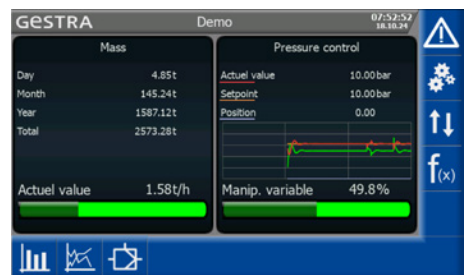 GESTRA Demo 07:52:52
18.10.24
Mass
Day 4.85t
Month 145.24t
Year 1587.12t
Total 2573.28t
Actuel value 1.58t/h
Pressure control
Actuel value 10.00bar
Setpoint 10.00bar
Position 0.00
Manip. variable 49.8%
f(x)